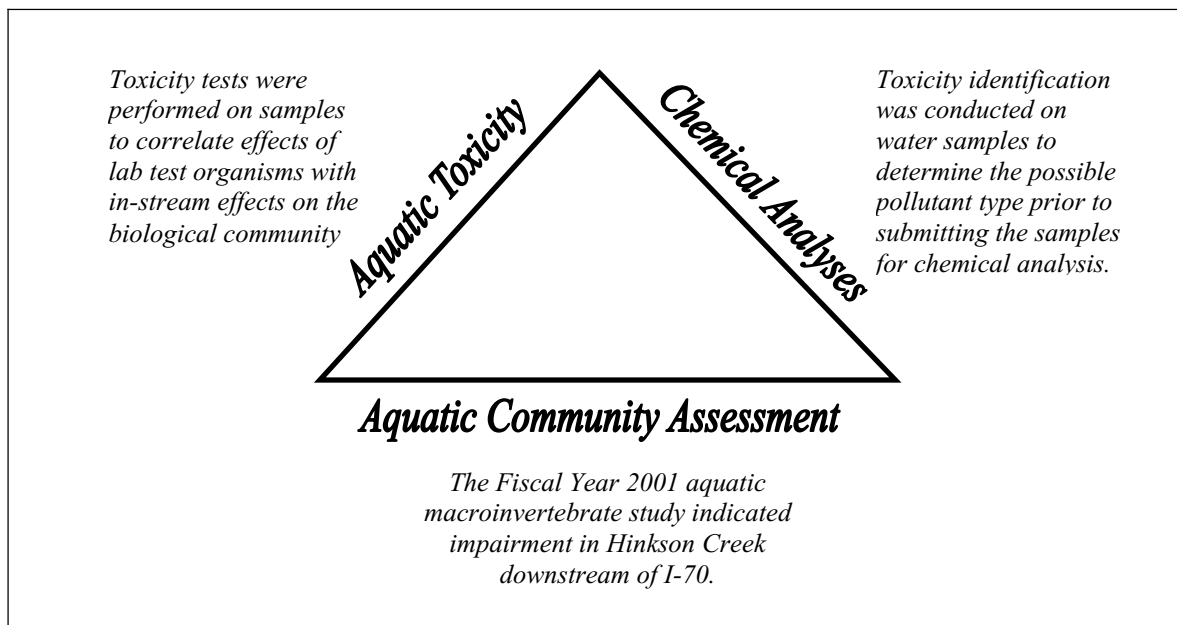 Toxicity tests were
performed on samples
to correlate effects of
lab test organisms with
in-stream effects on the
biological community
Aquatic Toxicity
Chemical Analyses
Toxicity identification
was conducted on
water samples to
determine the possible
pollutant type prior to
submitting the samples
for chemical analysis.
Aquatic Community Assessment
The Fiscal Year 2001 aquatic
macroinvertebrate study indicated
impairment in Hinkson Creek
downstream of I-70.